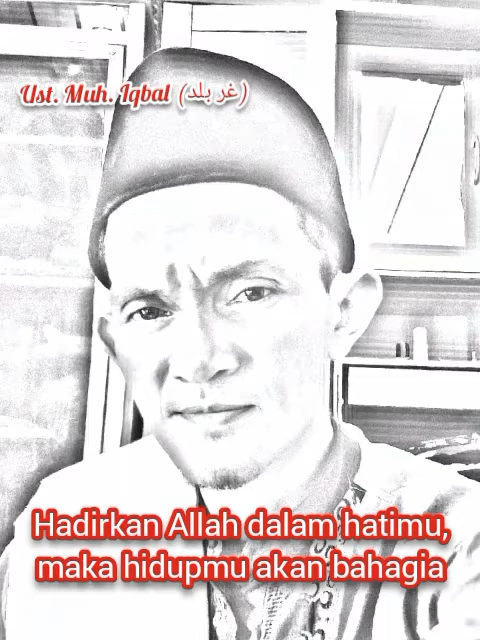 Ust. Muh. Iqbal (غر بلد)
Hadirkan Allah dalam hatimu,
maka hidupmu akan bahagia